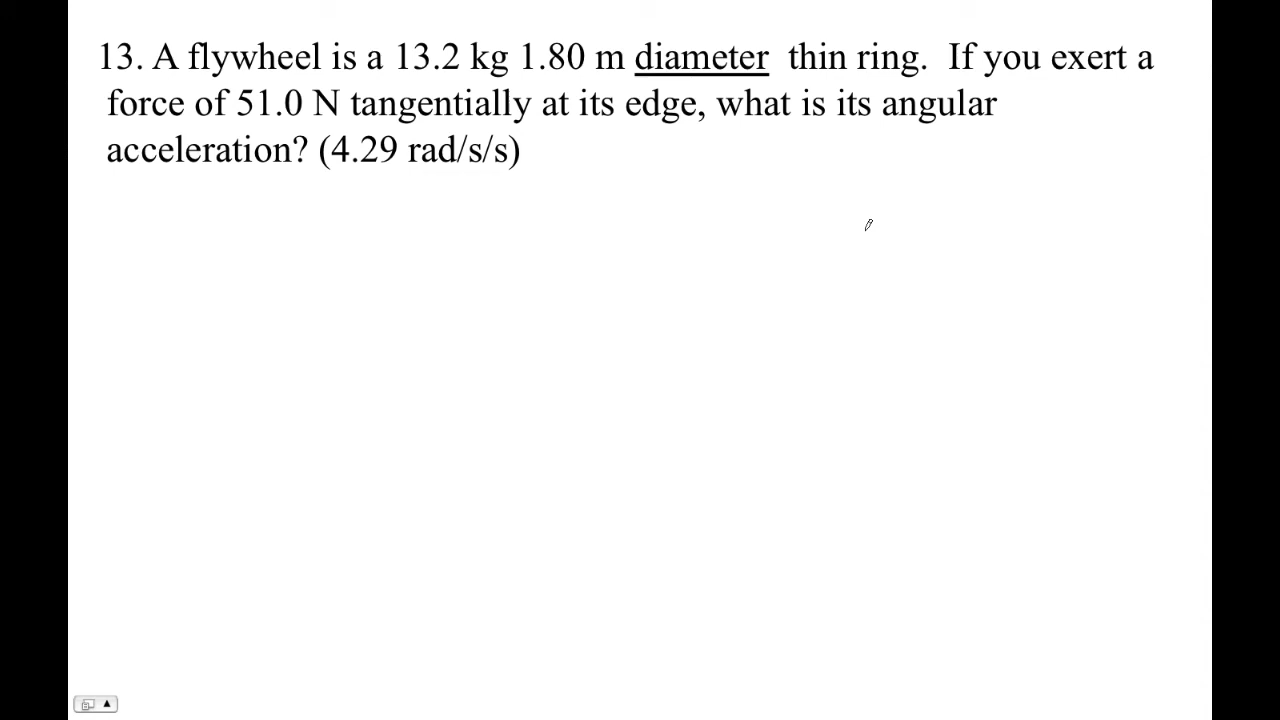 13. A flywheel is a 13.2 kg 1.80 m diameter thin ring. If you exert a
force of 51.0 N tangentially at its edge, what is its angular
acceleration? (4.29 rad/s/s)